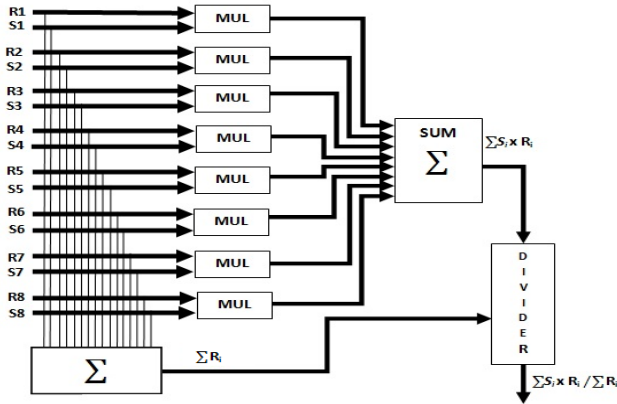 R1
S1
MUL
R2
S2
MUL
R3
S3
MUL
R4
S4
MUL
R5
S5
MUL
R6
S6
MUL
R7
S7
MUL
R8
S8
MUL
SUM
Σ
∑Sᵢ x Rᵢ
DIVIDER
Σ
∑Rᵢ
∑Sᵢ x Rᵢ / ∑Rᵢ